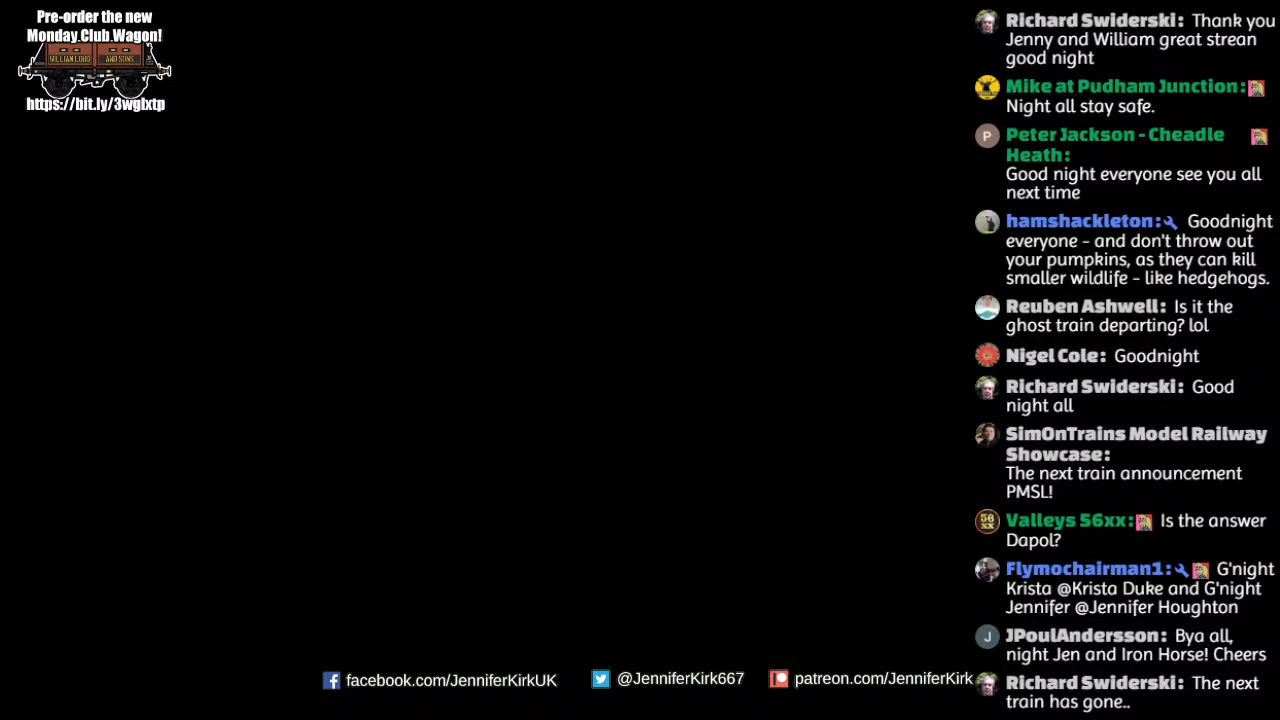 Pre-order the new
Monday Club Wagon!
WILLIAM LORD AND SONS
https://bit.ly/3wglxtp
Richard Swiderski: Thank you
Jenny and William great strean
good night
Mike at Pudham Junction:
Night all stay safe.
P
Peter Jackson - Cheadle
Heath:
Good night everyone see you all
next time
hamshackleton: Goodnight
everyone - and don't throw out
your pumpkins, as they can kill
smaller wildlife - like hedgehogs.
Reuben Ashwell: Is it the
ghost train departing? lol
Nigel Cole: Goodnight
Richard Swiderski: Good
night all
SimOnTrains Model Railway
Showcase:
The next train announcement
PMSL!
56
XX
Valleys 56xx: Is the answer
Dapol?
Flymochairman1: G'night
Krista @Krista Duke and G'night
Jennifer @Jennifer Houghton
J
JPoulAndersson: Bya all,
night Jen and Iron Horse! Cheers
Richard Swiderski: The next
train has gone..
facebook.com/JenniferKirkUK
@JenniferKirk667
patreon.com/JenniferKirk